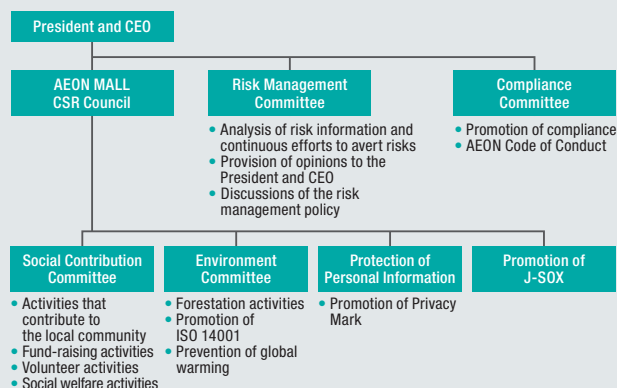 President and CEO
AEON MALL
CSR Council
Risk Management
Committee
• Analysis of risk information and
continuous efforts to avert risks
• Provision of opinions to the
President and CEO
• Discussions of the risk
management policy
Compliance
Committee
• Promotion of compliance
• AEON Code of Conduct
Social Contribution
Committee
• Activities that
contribute to
the local community
• Fund-raising activities
• Volunteer activities
• Social welfare activities
Environment
Committee
• Forestation activities
• Promotion of
ISO 14001
• Prevention of global
warming
Protection of
Personal Information
• Promotion of Privacy
Mark
Promotion of
J-SOX